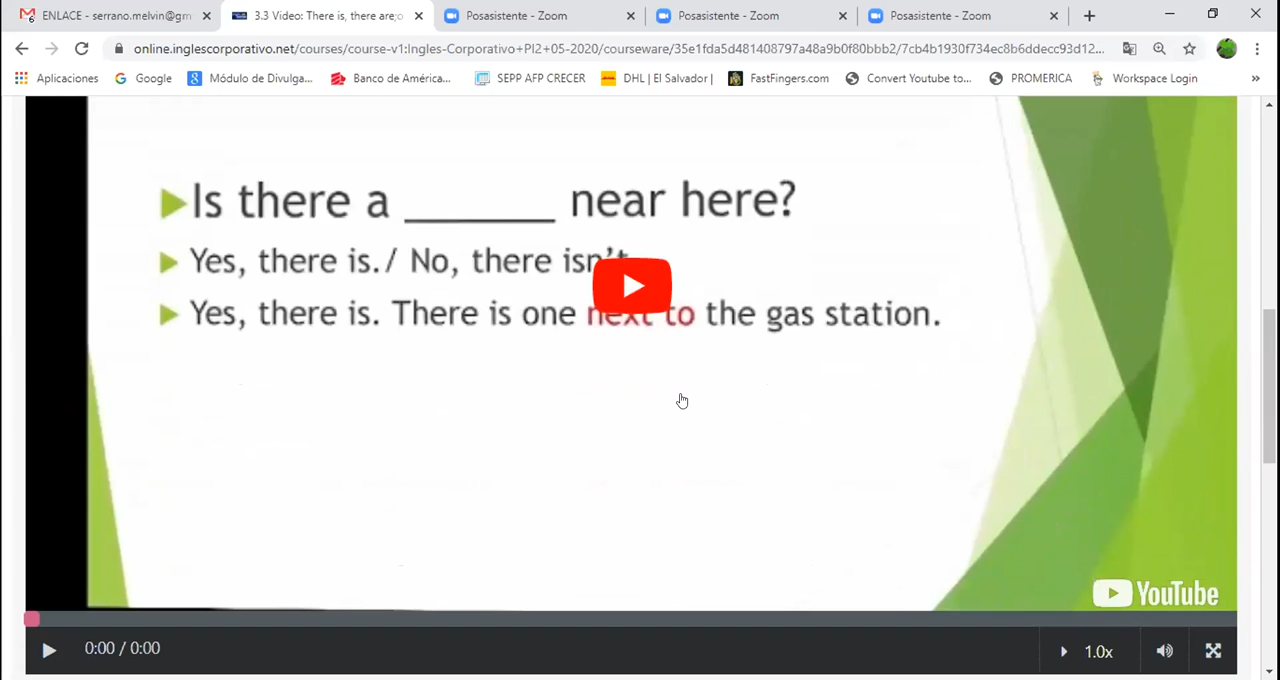 ENLACE - serrano.melvin@gm
3.3 Video: There is, there are;
Posasistente - Zoom
Posasistente - Zoom
Posasistente - Zoom
online.inglescorporativo.net/courses/course-v1:Ingles-Corporativo+PI2+05-2020/courseware/35e1fda5d481408797a48a9b0f80bbb2/7cb4b1930f734ec8b6ddecc93d12...
Aplicaciones
Google
Módulo de Divulga...
Banco de América...
SEPP AFP CRECER
DHL | El Salvador |
FastFingers.com
Convert Youtube to...
PROMERICA
Workspace Login
»
Is there a ______ near here?
Yes, there is./ No, there isn't
Yes, there is. There is one next to the gas station.
YouTube
0:00 / 0:00
1.0x